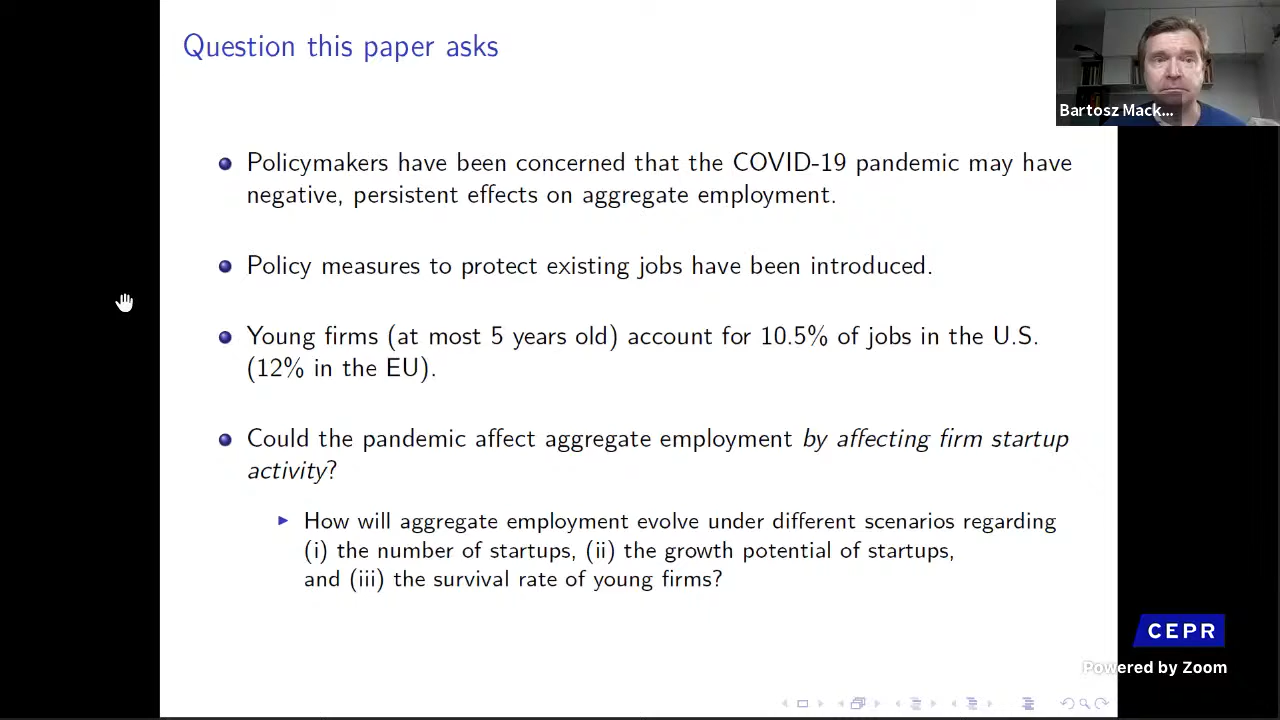 Question this paper asks
Bartosz Mack...
Policymakers have been concerned that the COVID-19 pandemic may have
negative, persistent effects on aggregate employment.
Policy measures to protect existing jobs have been introduced.
Young firms (at most 5 years old) account for 10.5% of jobs in the U.S.
(12% in the EU).
Could the pandemic affect aggregate employment by affecting firm startup
activity?
How will aggregate employment evolve under different scenarios regarding
(i) the number of startups, (ii) the growth potential of startups,
and (iii) the survival rate of young firms?
CEPR
Powered by Zoom